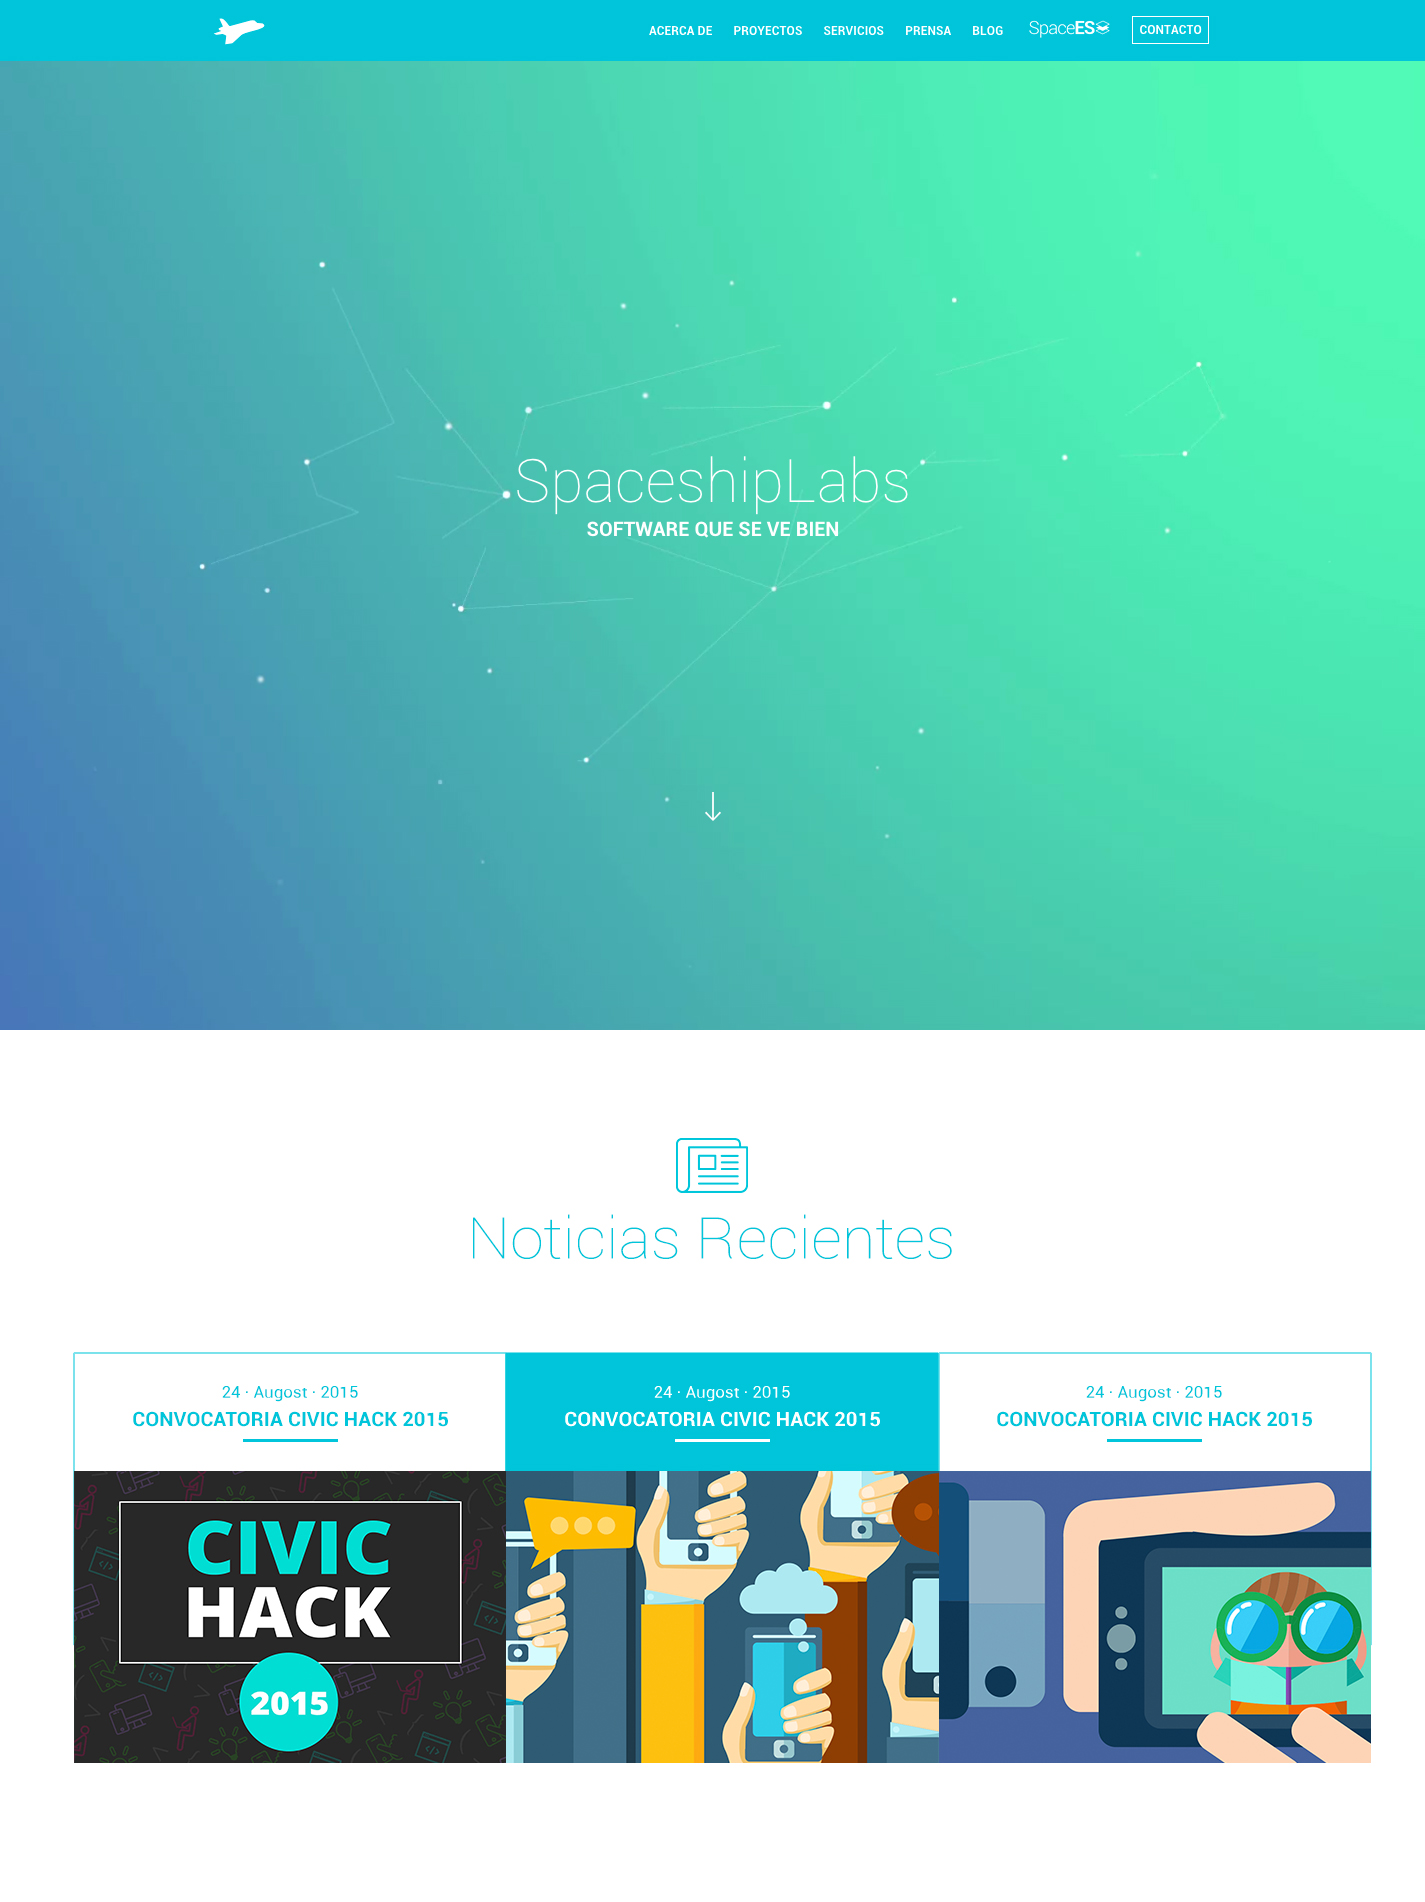 ACERCA DE PROYECTOS SERVICIOS PRENSA BLOG SpaceES CONTACTO
SpaceshipLabs
SOFTWARE QUE SE VE BIEN
Noticias Recientes
24 · Augost · 2015
CONVOCATORIA CIVIC HACK 2015
24 · Augost · 2015
CONVOCATORIA CIVIC HACK 2015
24 · Augost · 2015
CONVOCATORIA CIVIC HACK 2015
CIVIC
HACK
2015